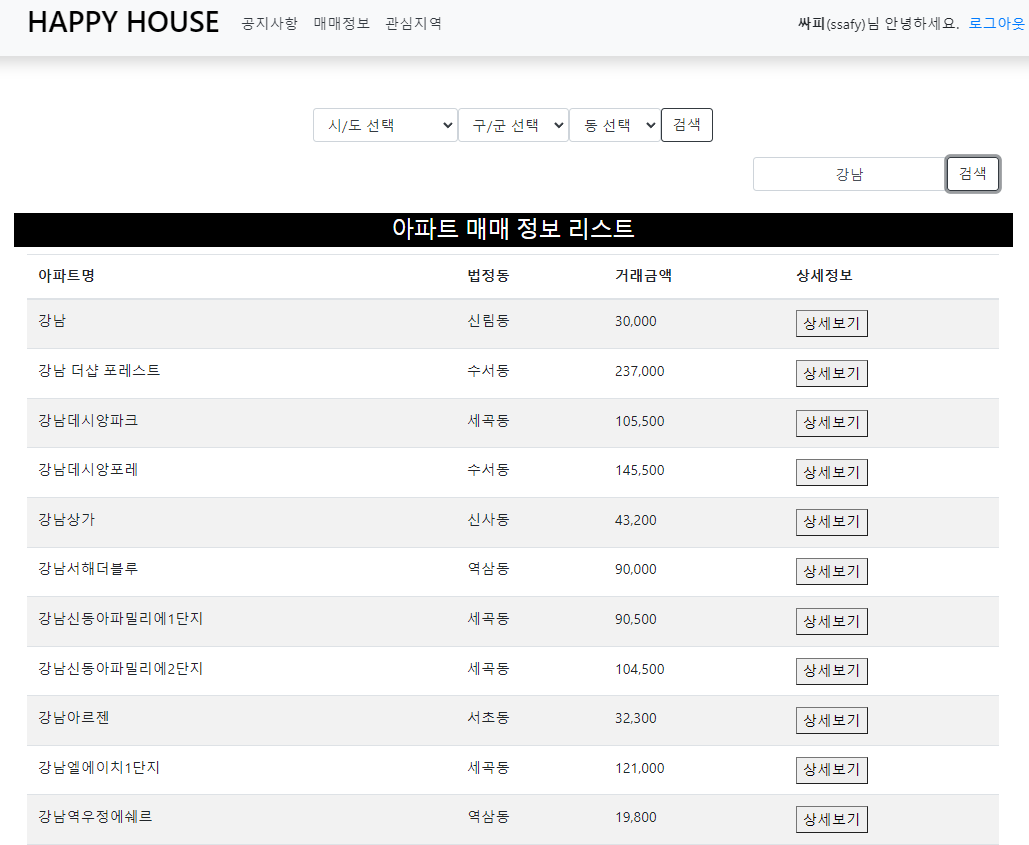 HAPPY HOUSE 공지사항 매매정보 관심지역 싸피(ssafy)님 안녕하세요. 로그아웃
시/도 선택 구/군 선택 동 선택 검색
강남 검색
아파트 매매 정보 리스트
아파트명 법정동 거래금액 상세정보
강남 신림동 30,000 상세보기
강남 더샵 포레스트 수서동 237,000 상세보기
강남데시앙파크 세곡동 105,500 상세보기
강남데시앙포레 수서동 145,500 상세보기
강남상가 신사동 43,200 상세보기
강남서해더블루 역삼동 90,000 상세보기
강남신동아파밀리에1단지 세곡동 90,500 상세보기
강남신동아파밀리에2단지 세곡동 104,500 상세보기
강남아르젠 서초동 32,300 상세보기
강남엘에이치1단지 세곡동 121,000 상세보기
강남역우정에쉐르 역삼동 19,800 상세보기